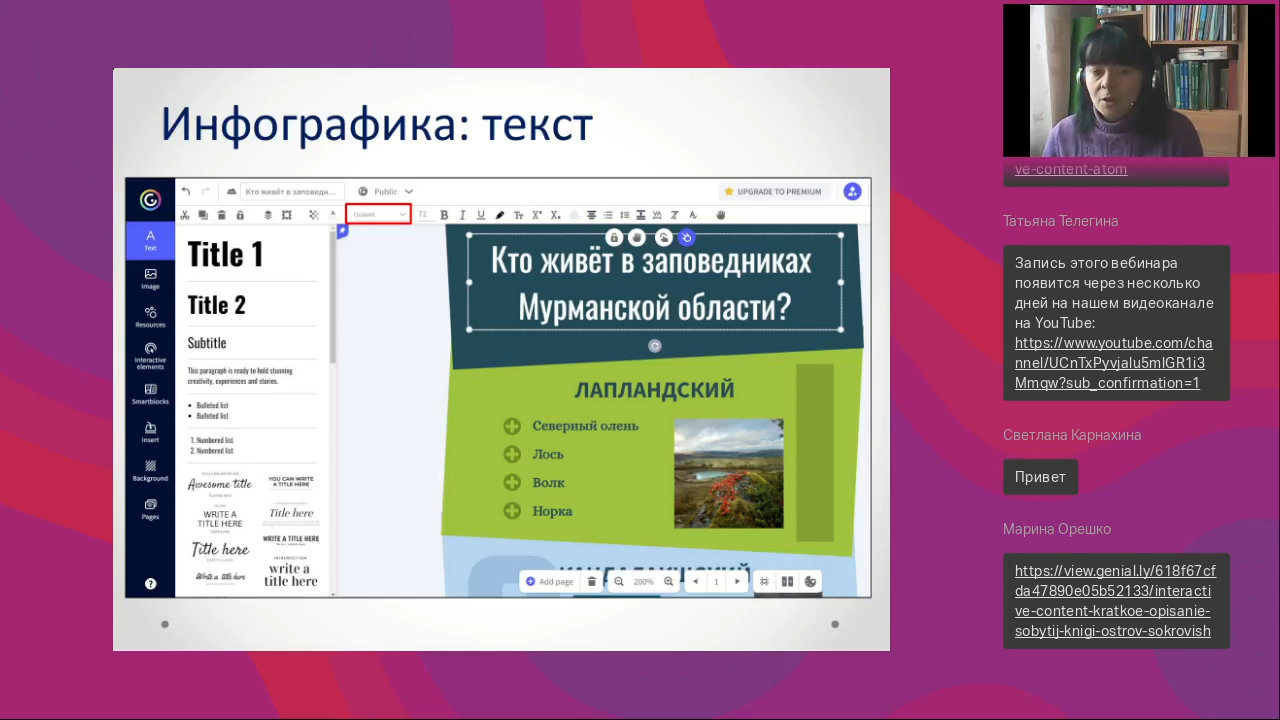 Инфографика: текст
Кто живёт в заповедн...
Public
UPGRADE TO PREMIUM
72
B I U
Text
Image
Resources
Interactive
elements
Smartblocks
Insert
Background
Pages
Title 1
Title 2
Subtitle
This paragraph is ready to hold stunning
creativity, experiences and stories.
Bulleted list
Bulleted list
1. Numbered list
2. Numbered list
Awesome title
YOU CAN WRITE
A TITLE HERE
WRITE A
TITLE HERE
Title here
WRITE A TITLE HERE
Title here
INTRODUCTION
write a
title here
Write a title here
Кто живёт в заповедниках
Мурманской области?
ЛАПЛАНДСКИЙ
Северный олень
Лось
Волк
Норка
Add page
200%
1
ve-content-atom
Татьяна Телегина
Запись этого вебинара
появится через несколько
дней на нашем видеоканале
на YouTube:
https://www.youtube.com/cha
nnel/UCnTxPyvjalu5mlGR1i3
Mmqw?sub_confirmation=1
Светлана Карнахина
Привет
Марина Орешко
https://view.genial.ly/618f67cf
da47890e05b52133/interacti
ve-content-kratkoe-opisanie-
sobytij-knigi-ostrov-sokrovish